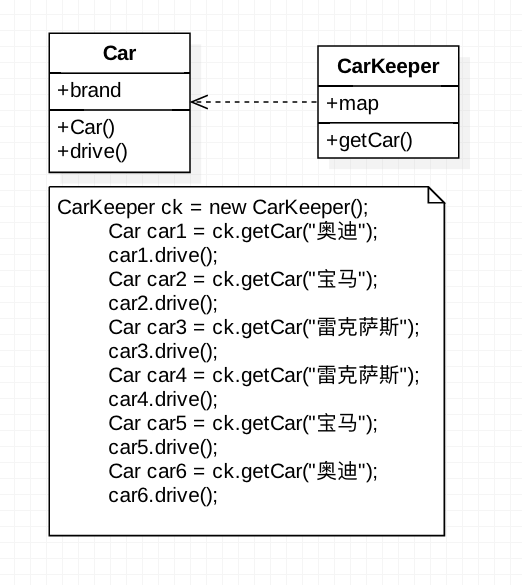 Car
+brand
+Car()
+drive()
CarKeeper
+map
+getCar()
CarKeeper ck = new CarKeeper();
Car car1 = ck.getCar("奥迪");
car1.drive();
Car car2 = ck.getCar("宝马");
car2.drive();
Car car3 = ck.getCar("雷克萨斯");
car3.drive();
Car car4 = ck.getCar("雷克萨斯");
car4.drive();
Car car5 = ck.getCar("宝马");
car5.drive();
Car car6 = ck.getCar("奥迪");
car6.drive();